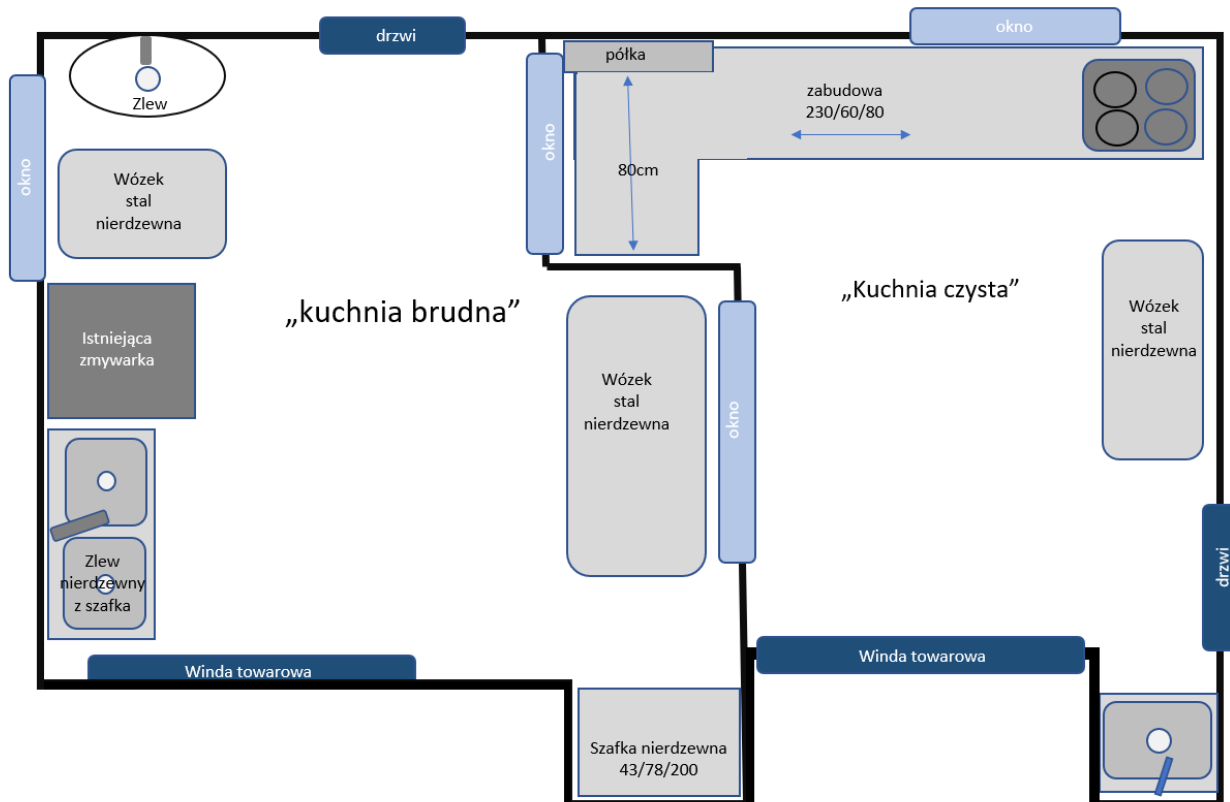 drzwi
okno
półka
zabudowa
230/60/80
Zlew
okno
okno
80cm
Wózek
stal
nierdzewna
„kuchnia brudna”
„Kuchnia czysta”
Istniejąca
zmywarka
Wózek
stal
nierdzewna
Wózek
stal
nierdzewna
okno
Zlew
nierdzewny
z szafka
drzwi
Winda towarowa
Winda towarowa
Szafka nierdzewna
43/78/200